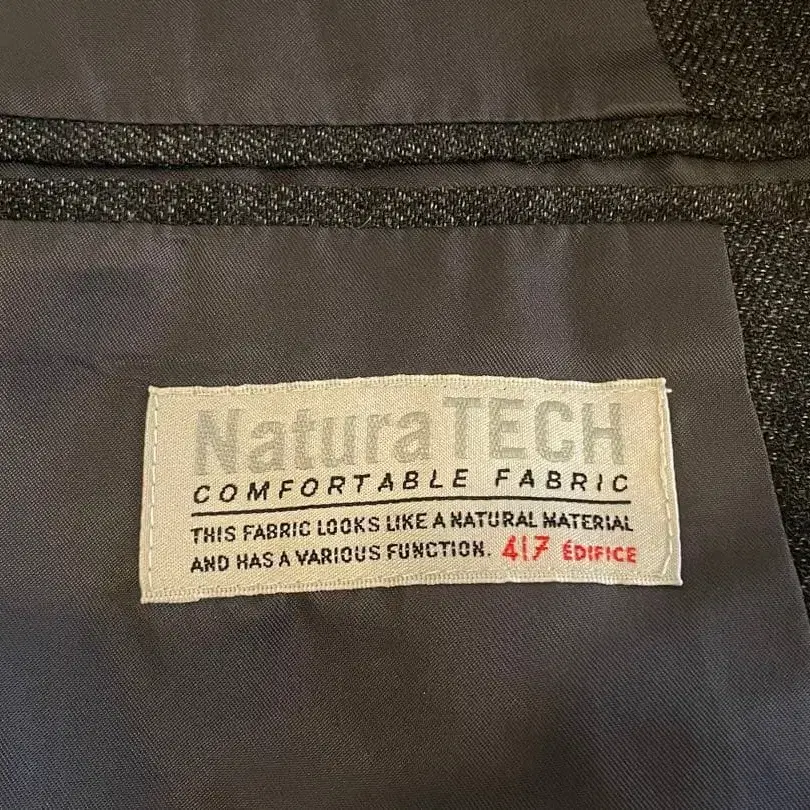 NaturaTECH
COMFORTABLE FABRIC
THIS FABRIC LOOKS LIKE A NATURAL MATERIAL
AND HAS A VARIOUS FUNCTION. 417 ÉDIFICE